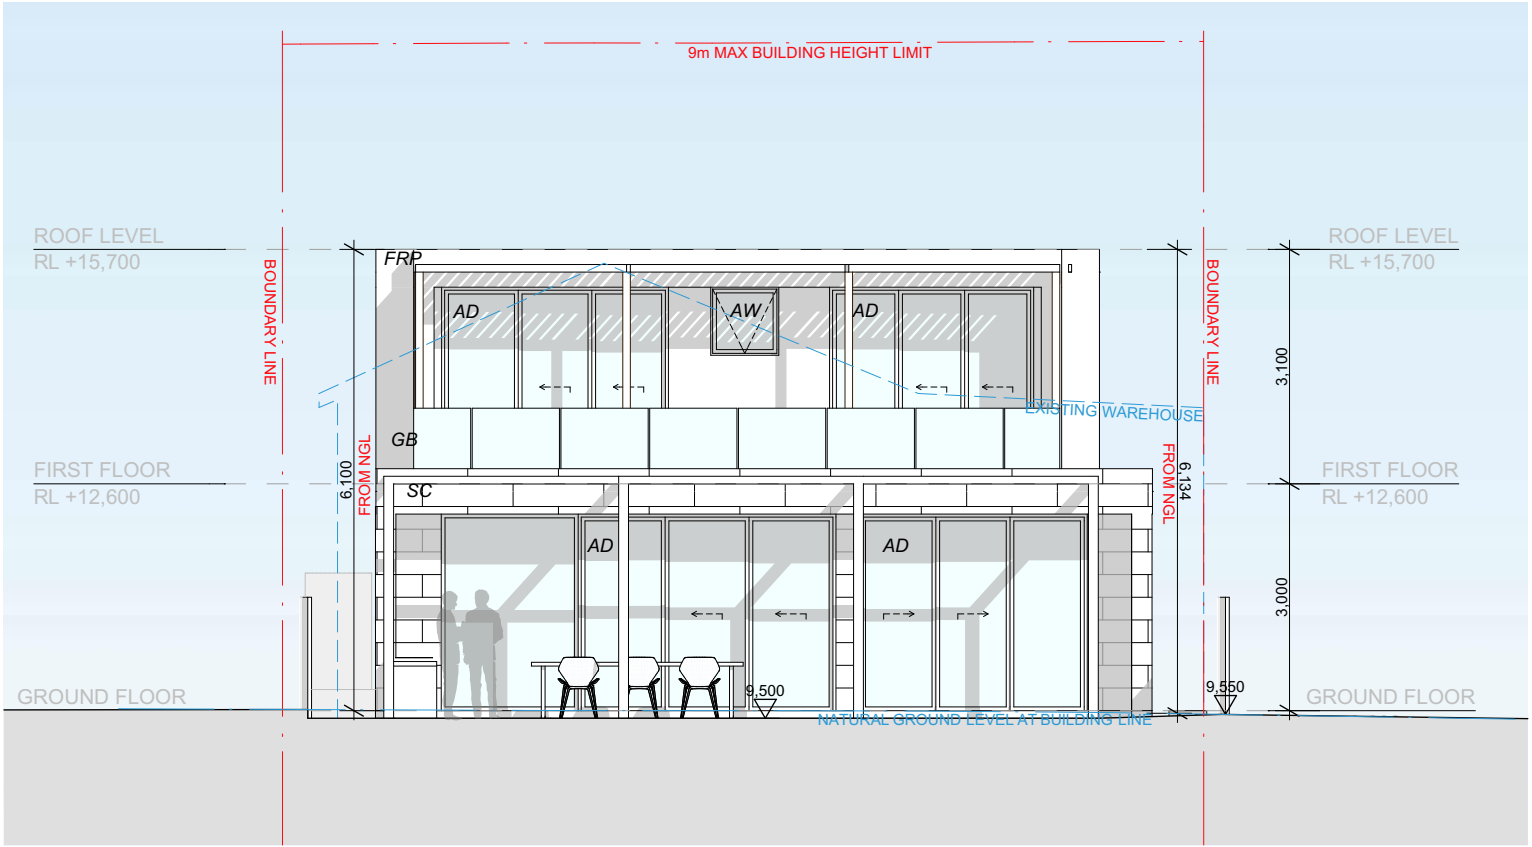 9m MAX BUILDING HEIGHT LIMIT
ROOF LEVEL
RL +15,700
ROOF LEVEL
RL +15,700
BOUNDARY LINE
BOUNDARY LINE
FRP
AD
AW
AD
3,100
EXISTING WAREHOUSE
GB
FIRST FLOOR
RL +12,600
FIRST FLOOR
RL +12,600
6,100
FROM NGL
FROM NGL
6,134
SC
AD
AD
3,000
GROUND FLOOR
9,500
9,550
GROUND FLOOR
NATURAL GROUND LEVEL AT BUILDING LINE